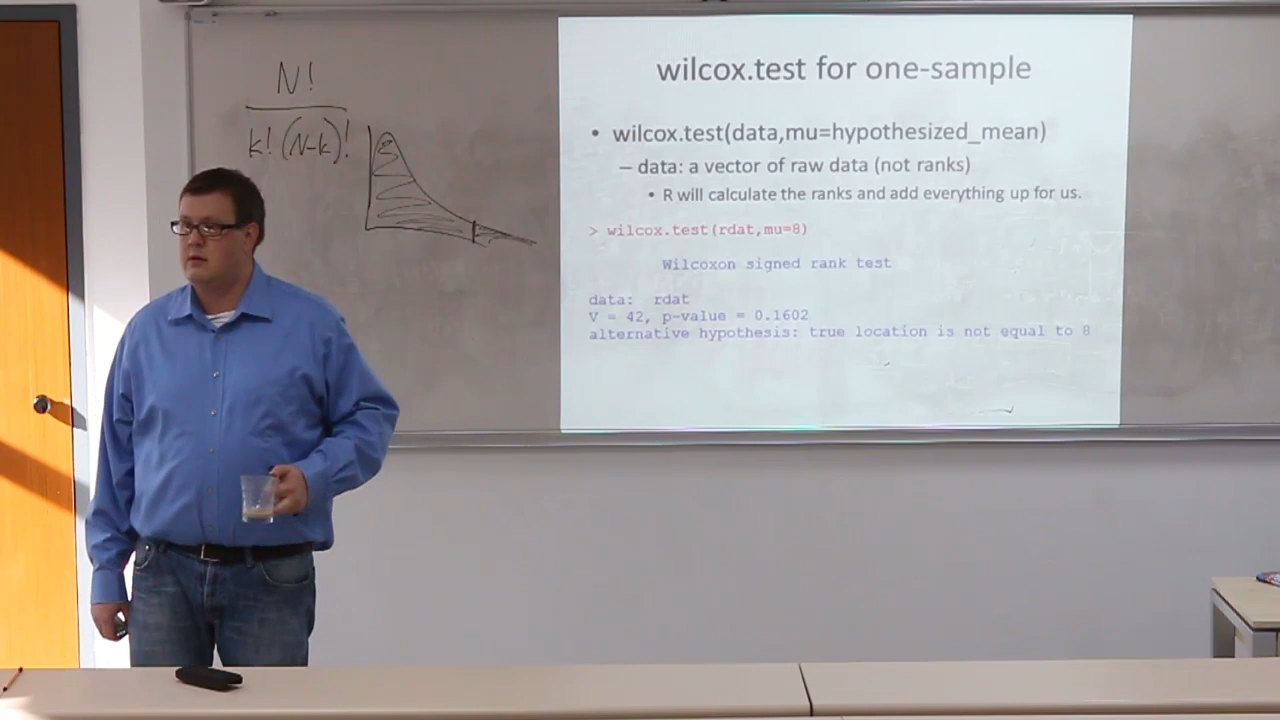 N!
k! (N-k)!
wilcox.test for one-sample
• wilcox.test(data,mu=hypothesized_mean)
– data: a vector of raw data (not ranks)
• R will calculate the ranks and add everything up for us.
> wilcox.test(rdat,mu=8)
Wilcoxon signed rank test
data: rdat
V = 42, p-value = 0.1602
alternative hypothesis: true location is not equal to 8